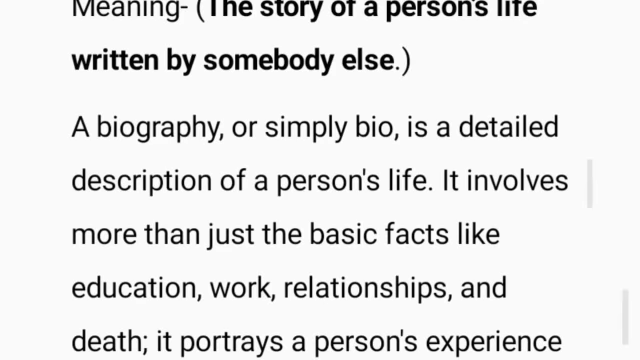 Meaning- (The story of a person's life
written by somebody else.)
A biography, or simply bio, is a detailed
description of a person's life. It involves
more than just the basic facts like
education, work, relationships, and
death; it portrays a person's experience